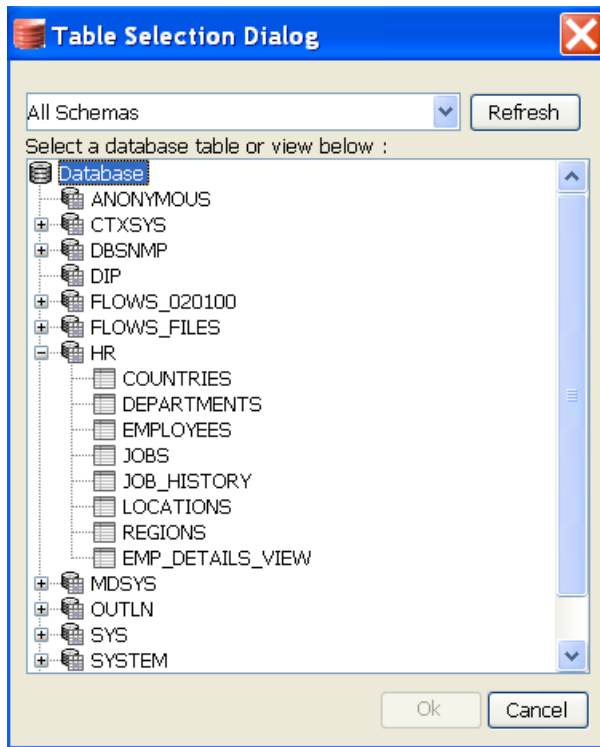 Table Selection Dialog
All Schemas Refresh
Select a database table or view below :
Database
ANONYMOUS
CTXSYS
DBSNMP
DIP
FLOWS_020100
FLOWS_FILES
HR
COUNTRIES
DEPARTMENTS
EMPLOYEES
JOBS
JOB_HISTORY
LOCATIONS
REGIONS
EMP_DETAILS_VIEW
MDSYS
OUTLN
SYS
SYSTEM
Ok Cancel